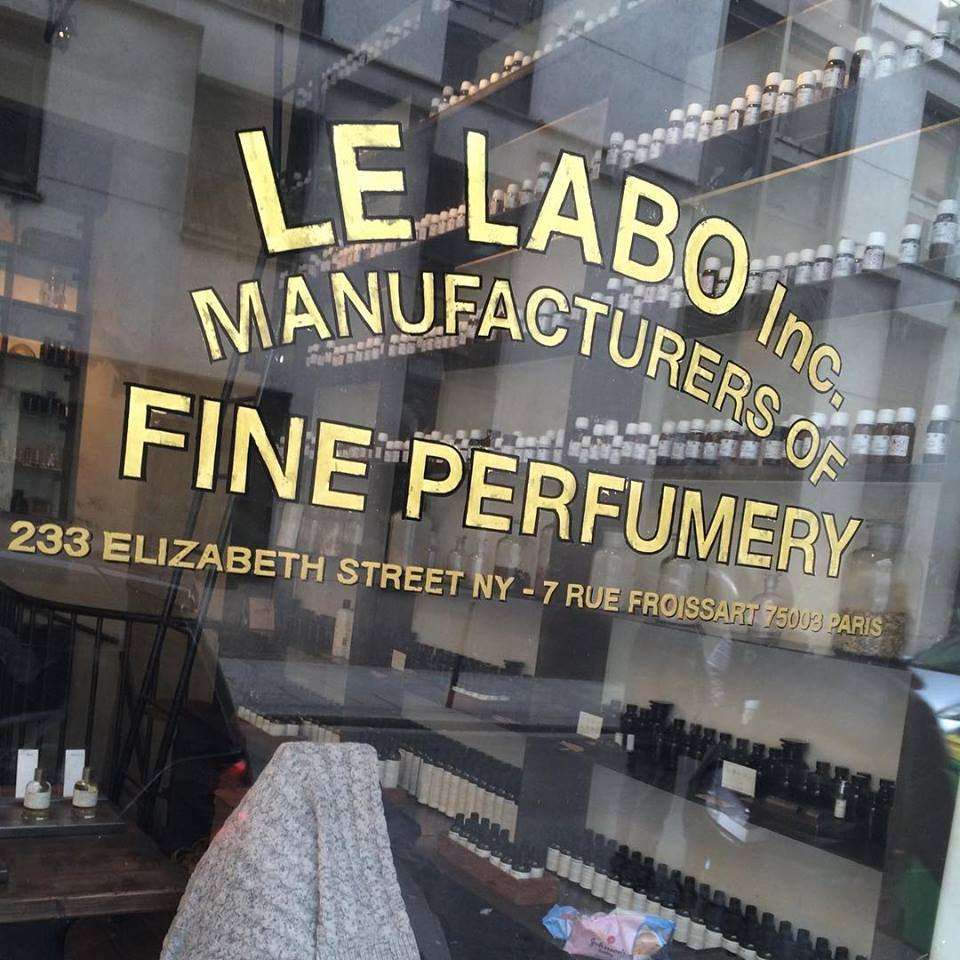 LE LABO Inc.
MANUFACTURERS OF
FINE PERFUMERY
233 ELIZABETH STREET NY - 7 RUE FROISSART 75003 PARIS